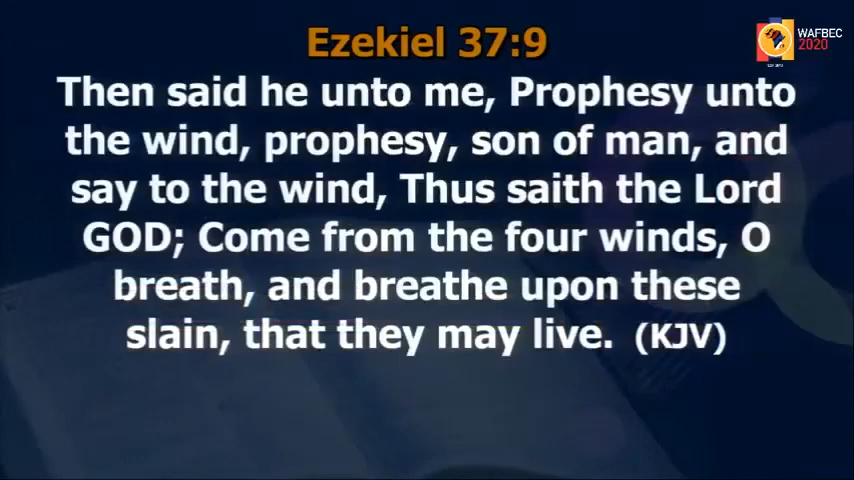 Ezekiel 37:9
WAFBEC
2020
Then said he unto me, Prophesy unto
the wind, prophesy, son of man, and
say to the wind, Thus saith the Lord
GOD; Come from the four winds, O
breath, and breathe upon these
slain, that they may live. (KJV)